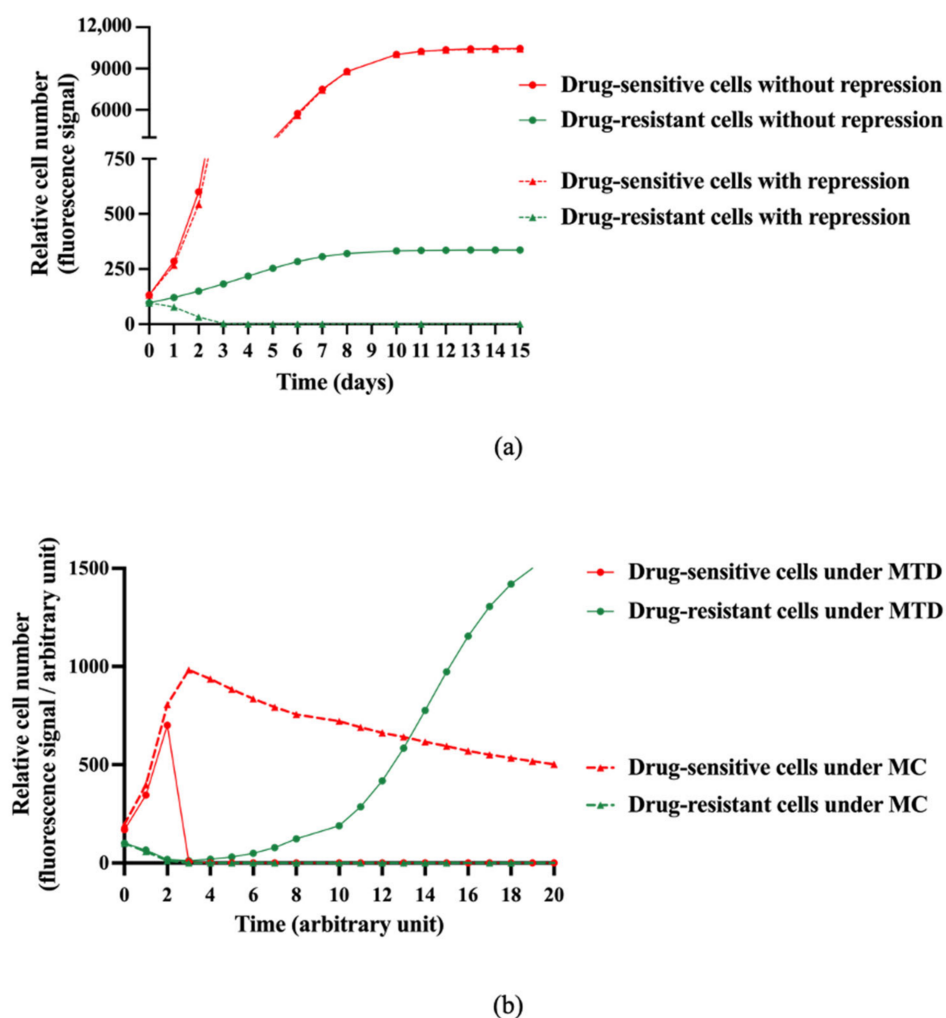 12,000
9000
6000
750
500
250
0
Relative cell number
(fluorescence signal)
0 1 2 3 4 5 6 7 8 9 10 11 12 13 14 15
Time (days)
Drug-sensitive cells without repression
Drug-resistant cells without repression
Drug-sensitive cells with repression
Drug-resistant cells with repression
(a)
1500
1000
500
0
Relative cell number
(fluorescence signal / arbitrary unit)
0 2 4 6 8 10 12 14 16 18 20
Time (arbitrary unit)
Drug-sensitive cells under MTD
Drug-resistant cells under MTD
Drug-sensitive cells under MC
Drug-resistant cells under MC
(b)